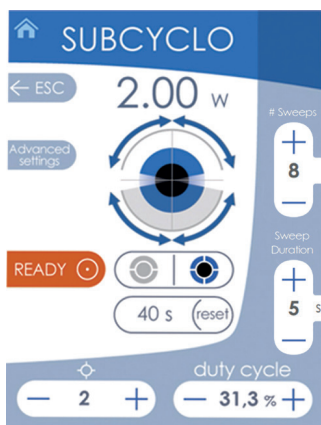 SUBCYCLO
← ESC
2.00 W
# Sweeps
+
8
−
Advanced
settings
Sweep
Duration
+
5 s
−
READY
40 s (reset
duty cycle
− 2 +
− 31,3 % +